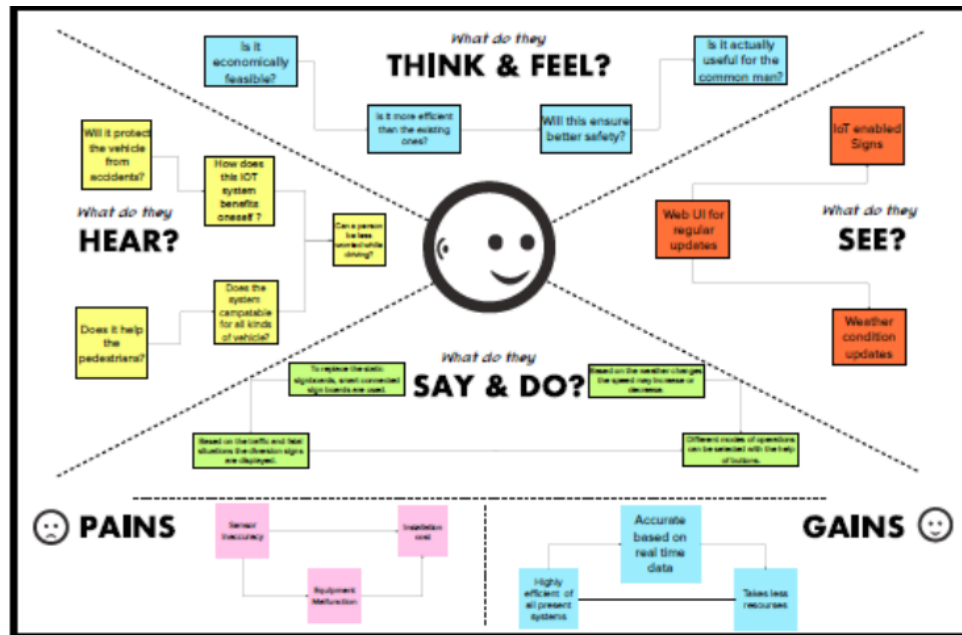 What do they
THINK & FEEL?
Is it
economically
feasible?
Is it more efficient
than the existing
ones?
Will this ensure
better safety?
Is it actually
useful for the
common man?
Will it protect
the vehicle
from
accidents?
How does
this IOT
system
benefits
oneself ?
What do they
HEAR?
Can a person
be less
worried while
driving?
Does it help
the
pedestrians?
Does the
system
campatable
for all kinds
of vehicle?
IoT enabled
Signs
Web UI for
regular
updates
What do they
SEE?
Weather
condition
updates
What do they
SAY & DO?
To replace the static
signboards, smart connected
sign boards are used.
Based on the weather changes
the speed may increase or
decrease.
Based on the traffic and fatal
situations the diversion signs
are displayed.
Different modes of operations
can be selected with the help
of buttons.
PAINS
Sensor
Inaccuracy
Installation
cost
Equipment
Malfunction
GAINS
Accurate
based on
real time
data
Highly
efficient of
all present
systems
Takes less
resourses